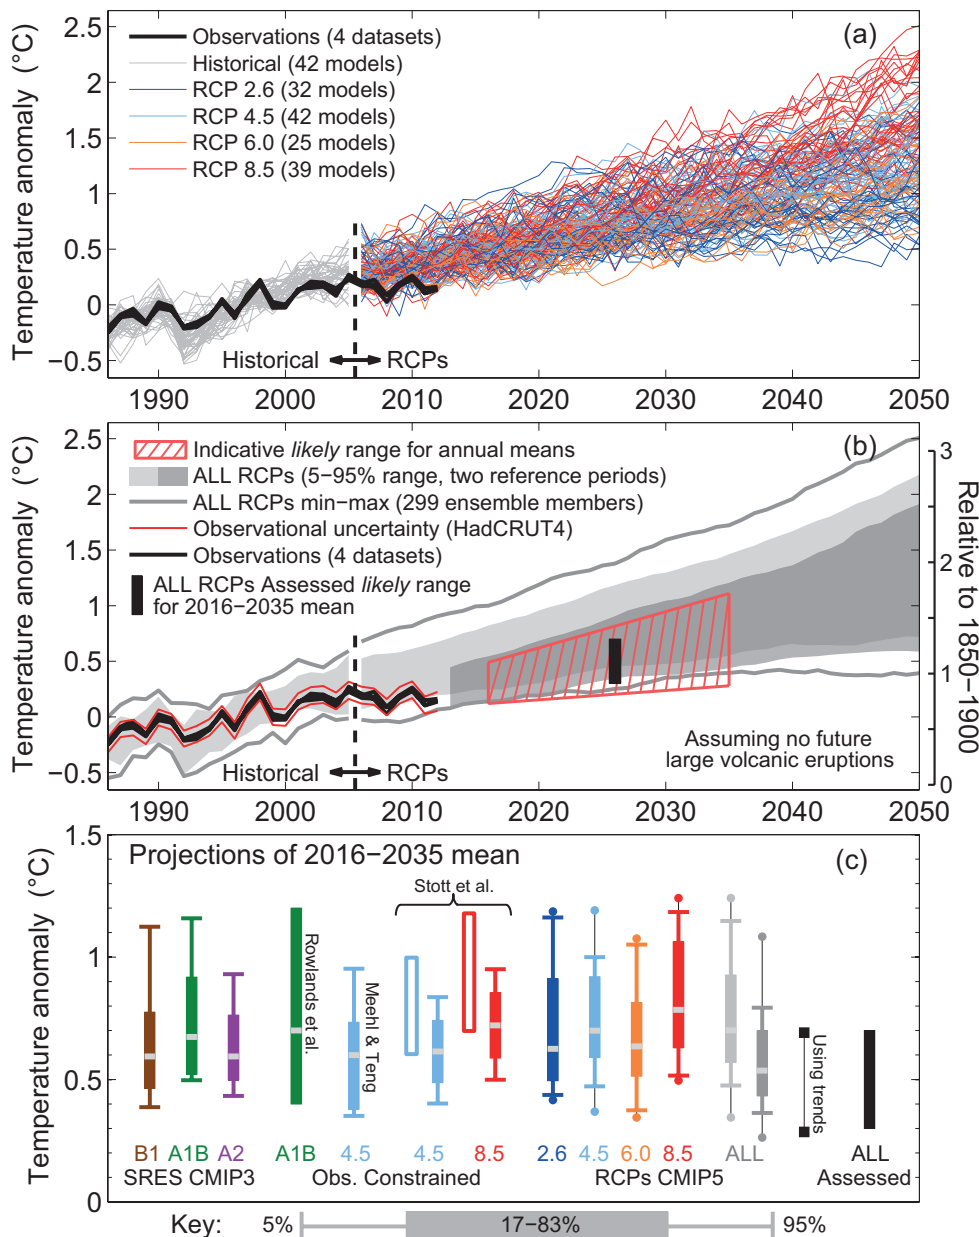 (a)
Temperature anomaly (°C)
2.5
2
1.5
1
0.5
0
−0.5
Observations (4 datasets)
Historical (42 models)
RCP 2.6 (32 models)
RCP 4.5 (42 models)
RCP 6.0 (25 models)
RCP 8.5 (39 models)
Historical
RCPs
1990 2000 2010 2020 2030 2040 2050
(b)
Temperature anomaly (°C)
2.5
2
1.5
1
0.5
0
−0.5
Indicative likely range for annual means
ALL RCPs (5−95% range, two reference periods)
ALL RCPs min−max (299 ensemble members)
Observational uncertainty (HadCRUT4)
Observations (4 datasets)
ALL RCPs Assessed likely range
for 2016−2035 mean
Historical
RCPs
Assuming no future
large volcanic eruptions
3
2
1
0
Relative to 1850−1900
1990 2000 2010 2020 2030 2040 2050
(c)
Temperature anomaly (°C)
1.5
1
0.5
0
Projections of 2016−2035 mean
Stott et al.
Rowlands et al.
Meehl & Teng
Using trends
B1 A1B A2 A1B 4.5 4.5 8.5 2.6 4.5 6.0 8.5 ALL ALL
SRES CMIP3 Obs. Constrained RCPs CMIP5 Assessed
Key: 5% 17−83% 95%